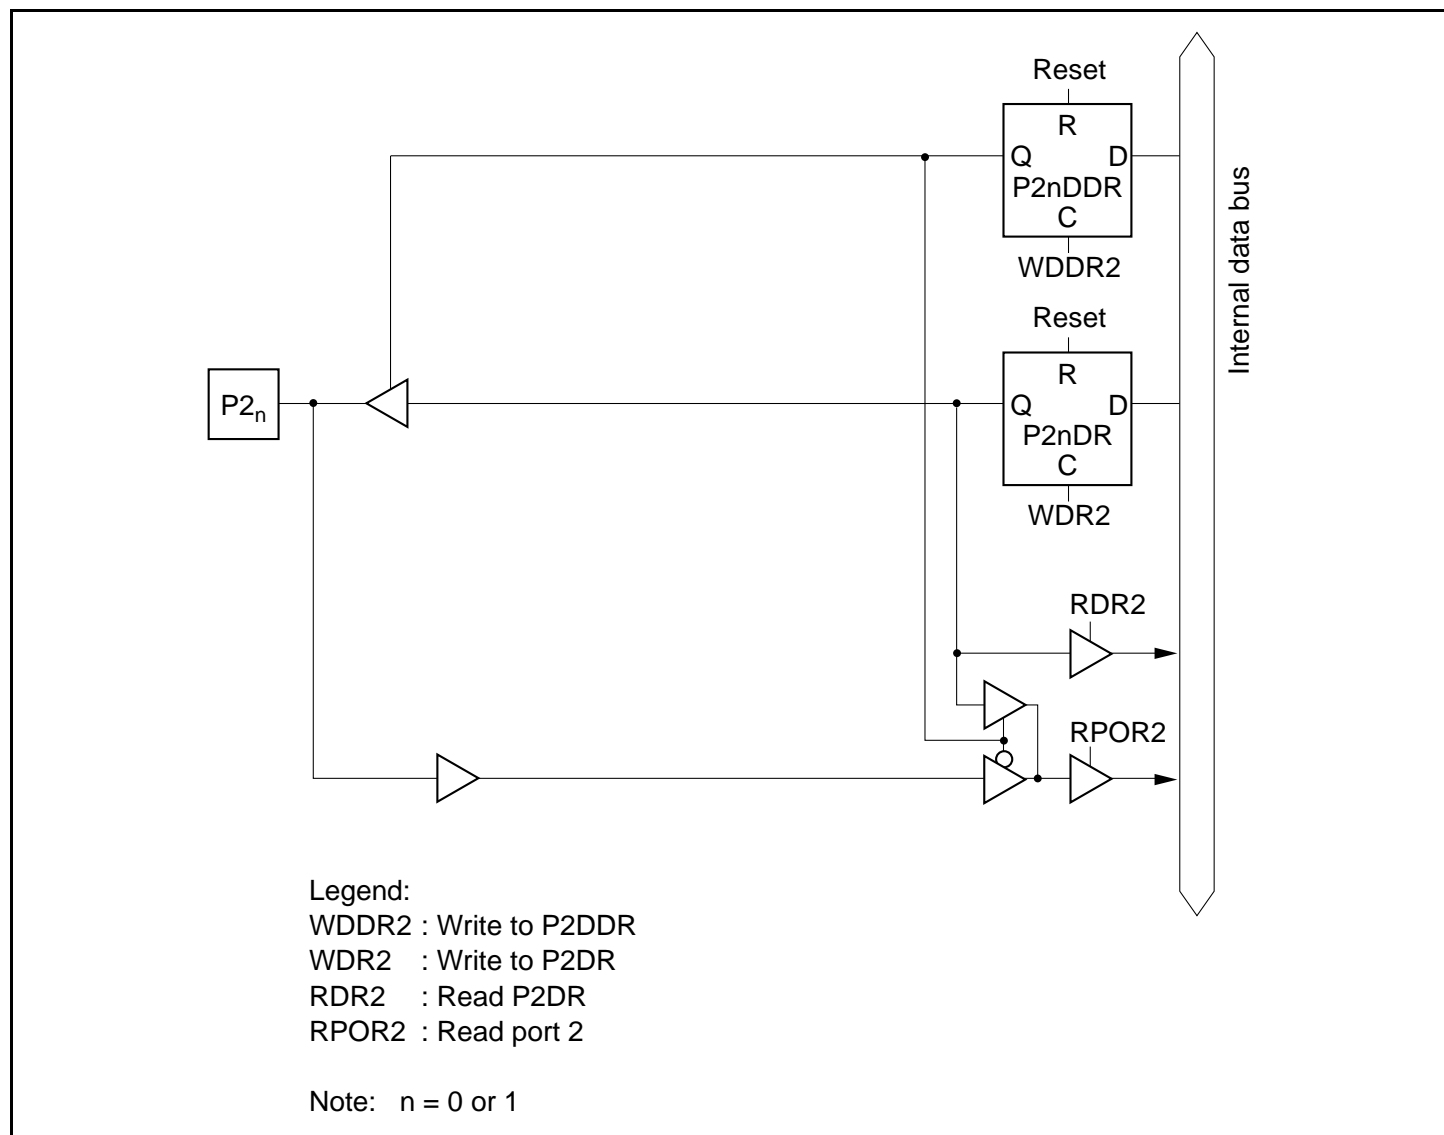 Reset
R
Q D
P2nDDR
C
WDDR2
Internal data bus
Reset
R
P2n
Q D
P2nDR
C
WDR2
RDR2
RPOR2
Legend:
WDDR2 : Write to P2DDR
WDR2 : Write to P2DR
RDR2 : Read P2DR
RPOR2 : Read port 2
Note: n = 0 or 1